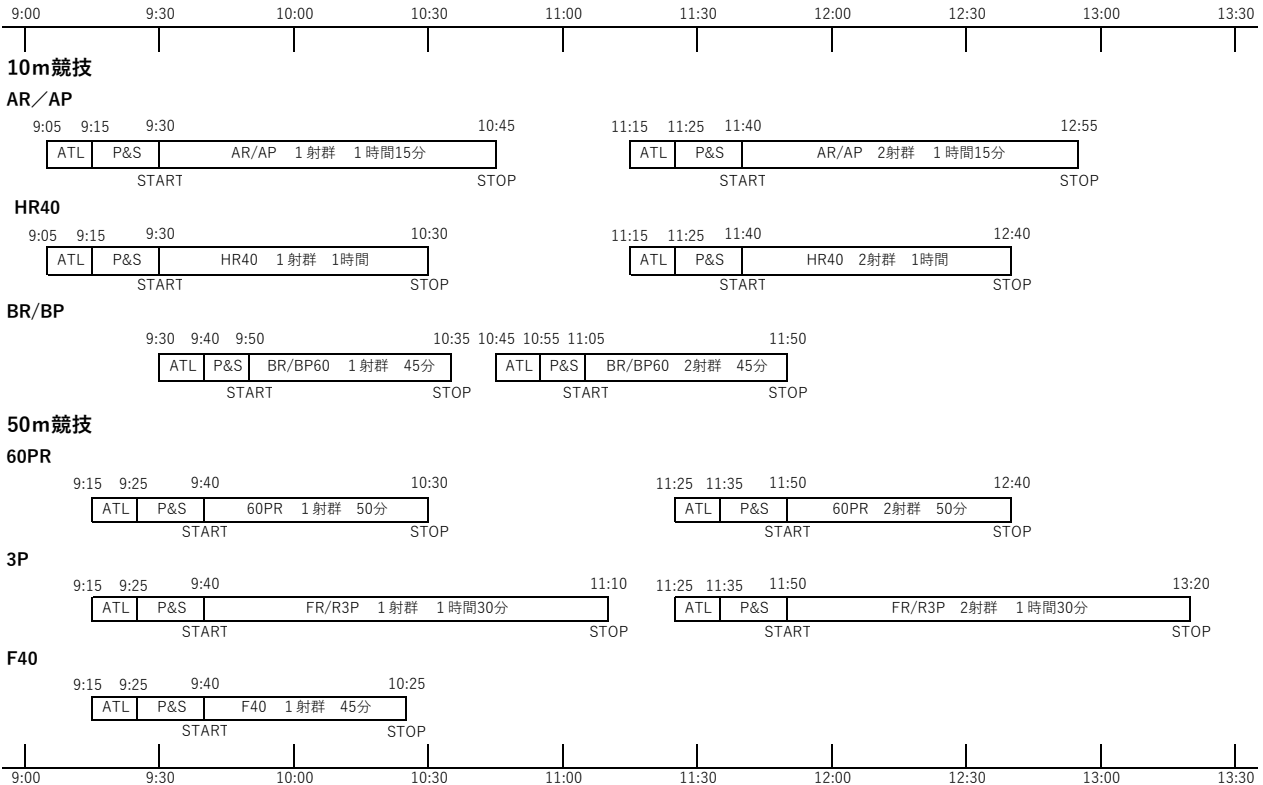 9:00 9:30 10:00 10:30 11:00 11:30 12:00 12:30 13:00 13:30
10m競技
AR／AP
9:05 9:15 9:30 10:45 11:15 11:25 11:40 12:55
ATL P&S AR/AP １射群 １時間15分 ATL P&S AR/AP 2射群 １時間15分
START STOP START STOP
HR40
9:05 9:15 9:30 10:30 11:15 11:25 11:40 12:40
ATL P&S HR40 １射群 1時間 ATL P&S HR40 2射群 1時間
START STOP START STOP
BR/BP
9:30 9:40 9:50 10:35 10:45 10:55 11:05 11:50
ATL P&S BR/BP60 １射群 45分 ATL P&S BR/BP60 2射群 45分
START STOP START STOP
50m競技
60PR
9:15 9:25 9:40 10:30 11:25 11:35 11:50 12:40
ATL P&S 60PR １射群 50分 ATL P&S 60PR 2射群 50分
START STOP START STOP
3P
9:15 9:25 9:40 11:10 11:25 11:35 11:50 13:20
ATL P&S FR/R3P １射群 １時間30分 ATL P&S FR/R3P 2射群 １時間30分
START STOP START STOP
F40
9:15 9:25 9:40 10:25
ATL P&S F40 １射群 45分
START STOP
9:00 9:30 10:00 10:30 11:00 11:30 12:00 12:30 13:00 13:30